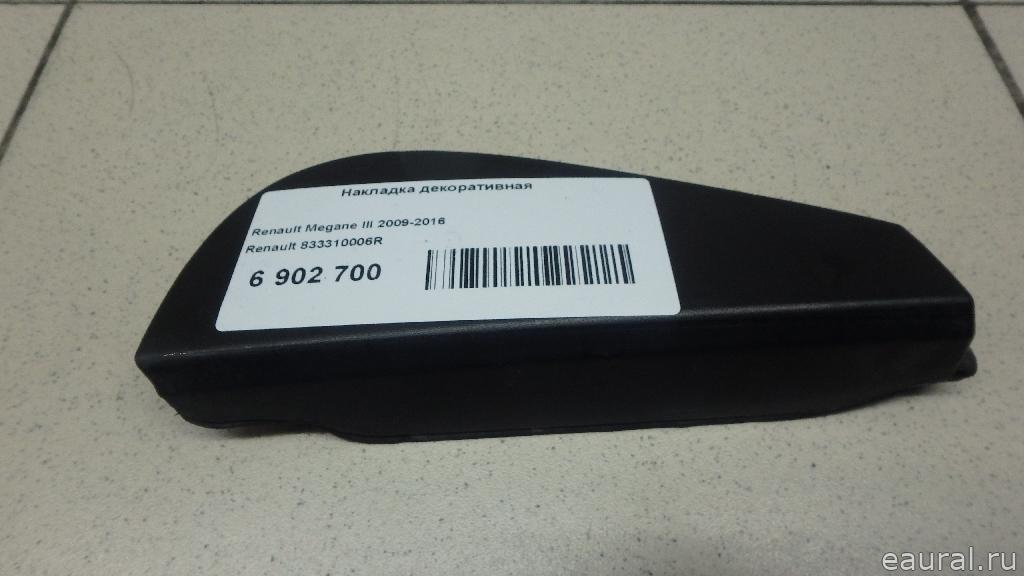 Накладка декоративная
Renault Megane III 2009-2016
Renault 833310006R
6 902 700
eaural.ru